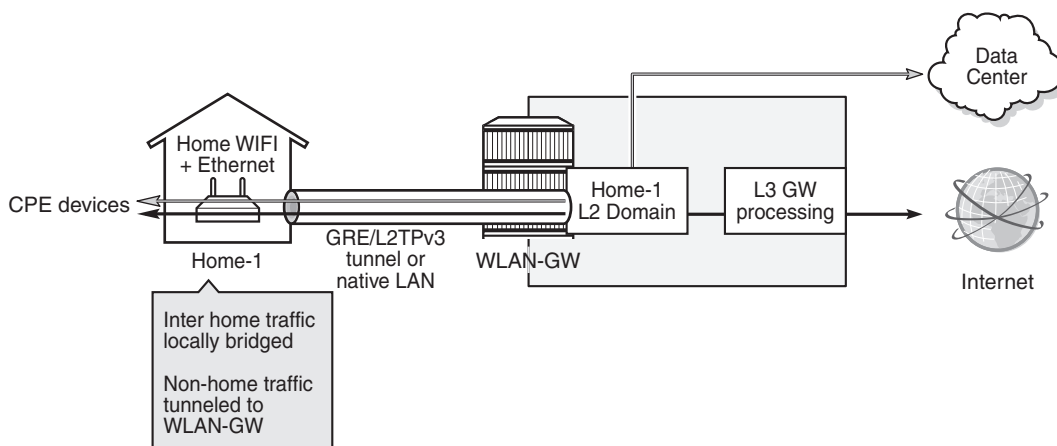 Data
Center
Home WIFI
+ Ethernet
CPE devices
Home-1
L2 Domain
L3 GW
processing
GRE/L2TPv3
tunnel or
native LAN
WLAN-GW
Home-1
Internet
Inter home traffic
locally bridged
Non-home traffic
tunneled to
WLAN-GW